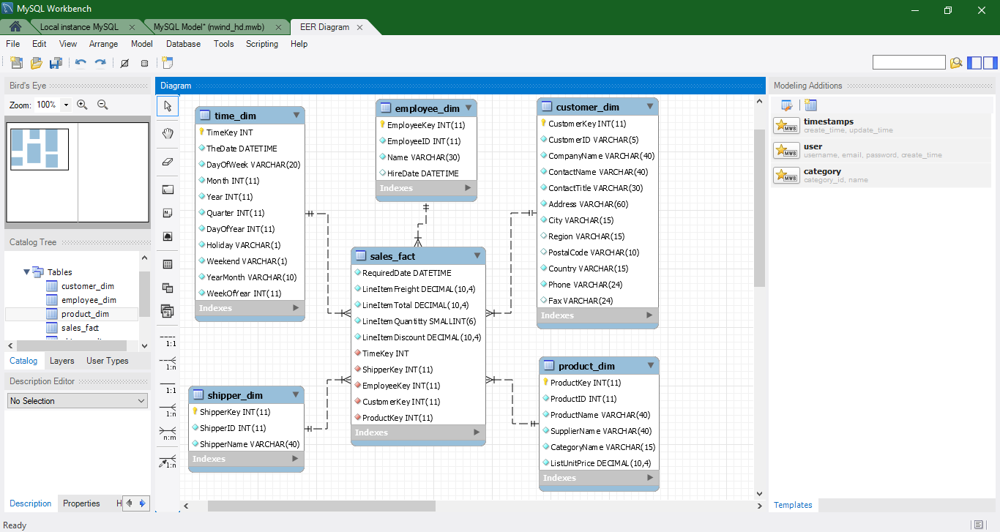 MySQL Workbench
Local instance MySQL
MySQL Model* (nwind_hd.mwb)
EER Diagram
File Edit View Arrange Model Database Tools Scripting Help
Bird's Eye
Zoom: 100%
Catalog Tree
Tables
customer_dim
employee_dim
product_dim
sales_fact
Catalog Layers User Types
Description Editor
No Selection
Description Properties H
Ready
Diagram
1:1
1:n
1:1
1:n
n:m
1:n
time_dim
TimeKey INT
TheDate DATETIME
DayOfWeek VARCHAR(20)
Month INT(11)
Year INT(11)
Quarter INT(11)
DayOfYear INT(11)
Holiday VARCHAR(1)
Weekend VARCHAR(1)
YearMonth VARCHAR(10)
WeekOfYear INT(11)
Indexes
employee_dim
EmployeeKey INT(11)
EmployeeID INT(11)
Name VARCHAR(30)
HireDate DATETIME
Indexes
customer_dim
CustomerKey INT(11)
CustomerID VARCHAR(5)
CompanyName VARCHAR(40)
ContactName VARCHAR(40)
ContactTitle VARCHAR(30)
Address VARCHAR(60)
City VARCHAR(15)
Region VARCHAR(15)
PostalCode VARCHAR(10)
Country VARCHAR(15)
Phone VARCHAR(24)
Fax VARCHAR(24)
Indexes
sales_fact
RequiredDate DATETIME
LineItemFreight DECIMAL(10,4)
LineItemTotal DECIMAL(10,4)
LineItemQuantitty SMALLINT(6)
LineItemDiscount DECIMAL(10,4)
TimeKey INT
ShipperKey INT(11)
EmployeeKey INT(11)
CustomerKey INT(11)
ProductKey INT(11)
Indexes
shipper_dim
ShipperKey INT(11)
ShipperID INT(11)
ShipperName VARCHAR(40)
Indexes
product_dim
ProductKey INT(11)
ProductID INT(11)
ProductName VARCHAR(40)
SupplierName VARCHAR(40)
CategoryName VARCHAR(15)
ListUnitPrice DECIMAL(10,4)
Indexes
Modeling Additions
MWB
timestamps
create_time, update_time
MWB
user
username, email, password, create_time
MWB
category
category_id, name
Templates